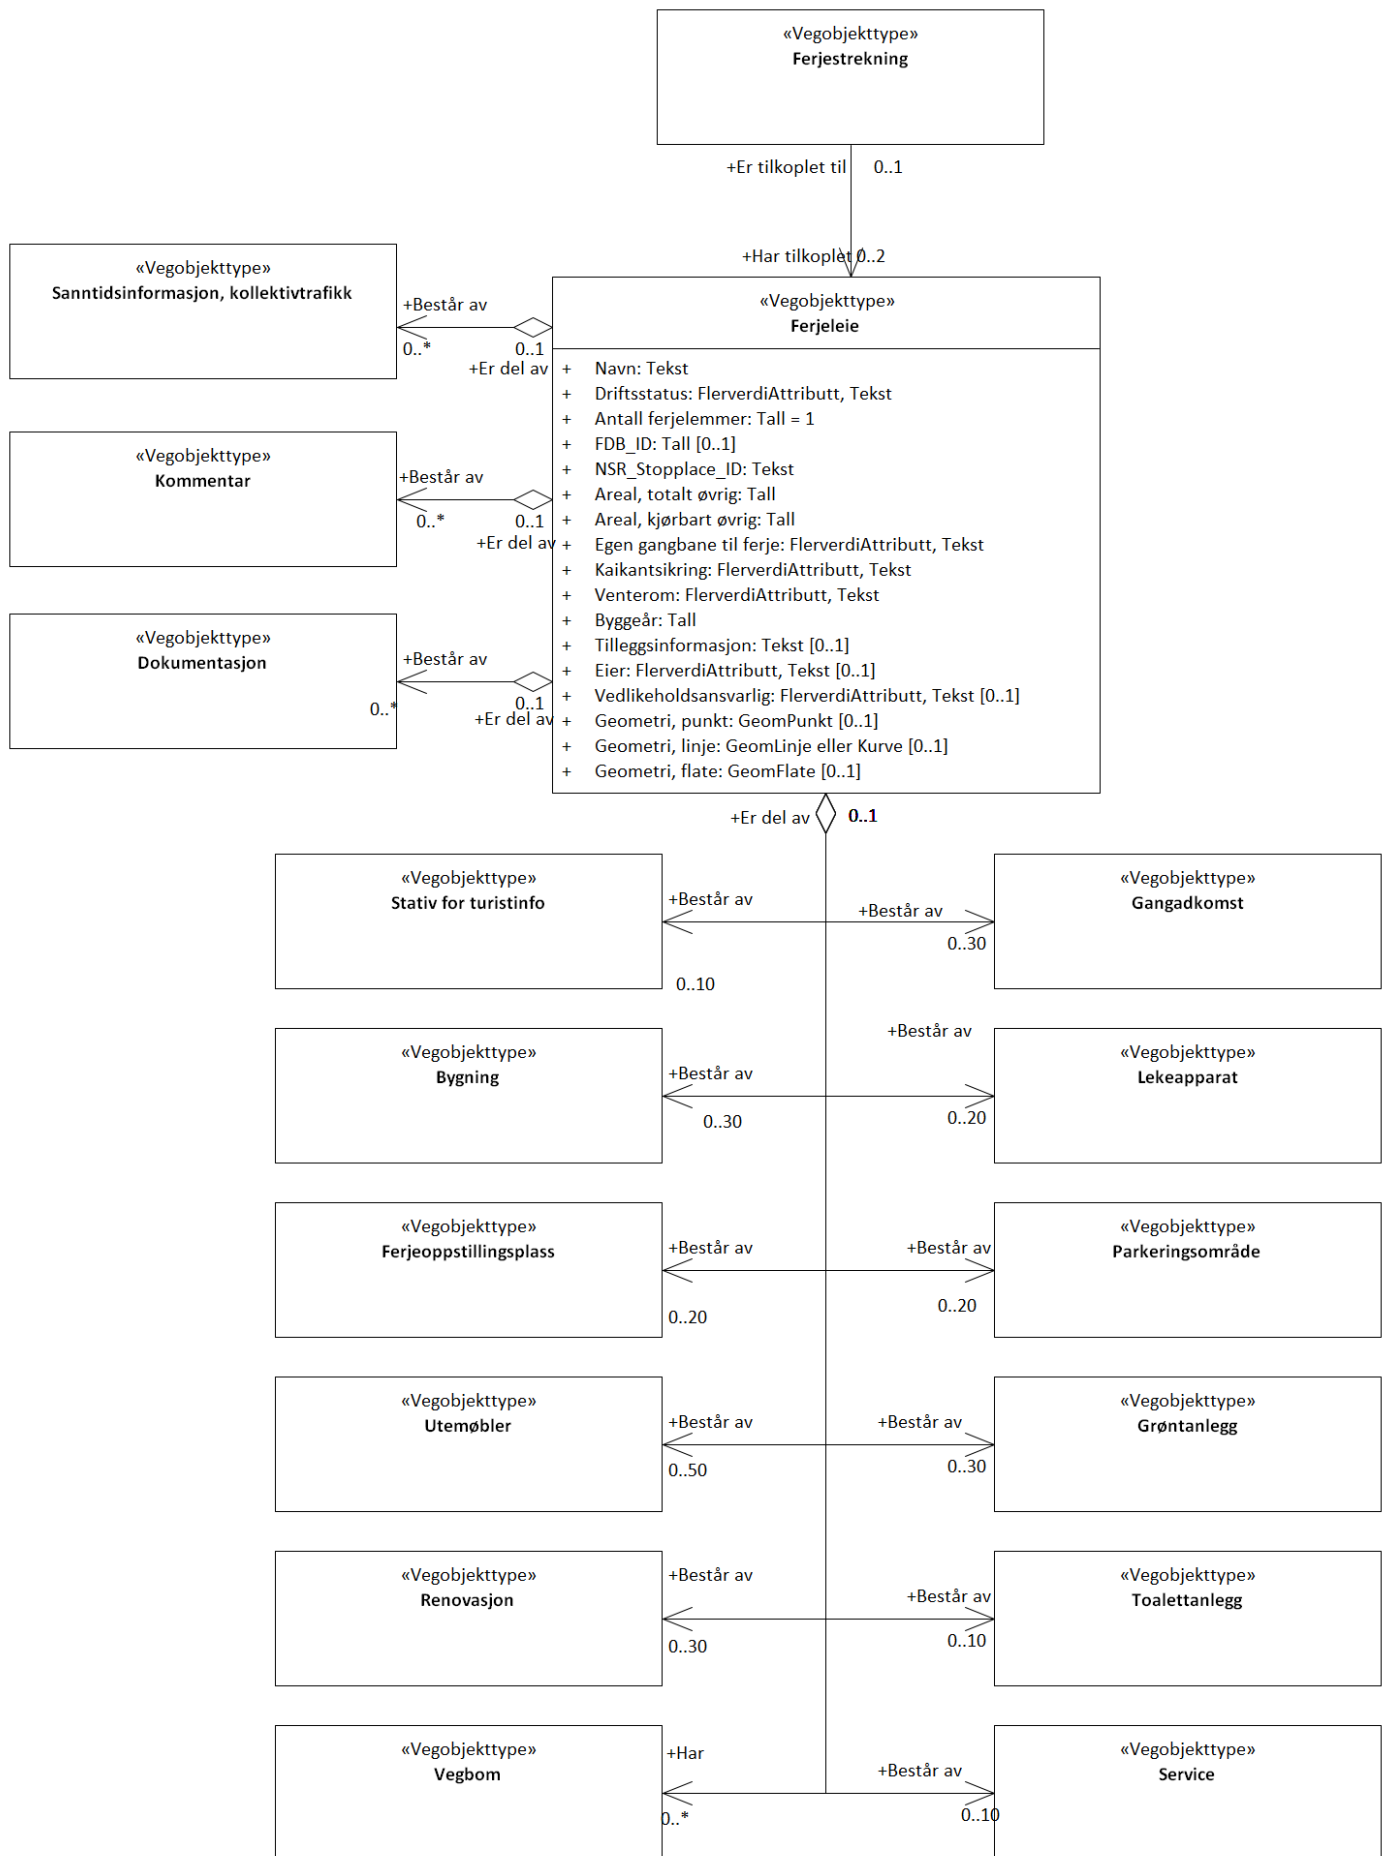 «Vegobjekttype»
Ferjestrekning
+Er tilkoplet til 0..1
+Har tilkoplet 0..2
«Vegobjekttype»
Sanntidsinformasjon, kollektivtrafikk
+Består av
0..*
0..1
+Er del av
«Vegobjekttype»
Kommentar
+Består av
0..*
0..1
+Er del av
«Vegobjekttype»
Dokumentasjon
+Består av
0..*
0..1
+Er del av
«Vegobjekttype»
Ferjeleie
+ Navn: Tekst
+ Driftsstatus: FlerverdiAttributt, Tekst
+ Antall ferjelemmer: Tall = 1
+ FDB_ID: Tall [0..1]
+ NSR_Stopplace_ID: Tekst
+ Areal, totalt øvrig: Tall
+ Areal, kjørbart øvrig: Tall
+ Egen gangbane til ferje: FlerverdiAttributt, Tekst
+ Kaikantsikring: FlerverdiAttributt, Tekst
+ Venterom: FlerverdiAttributt, Tekst
+ Byggeår: Tall
+ Tilleggsinformasjon: Tekst [0..1]
+ Eier: FlerverdiAttributt, Tekst [0..1]
+ Vedlikeholdsansvarlig: FlerverdiAttributt, Tekst [0..1]
+ Geometri, punkt: GeomPunkt [0..1]
+ Geometri, linje: GeomLinje eller Kurve [0..1]
+ Geometri, flate: GeomFlate [0..1]
+Er del av 0..1
«Vegobjekttype»
Stativ for turistinfo
+Består av
0..10
«Vegobjekttype»
Gangadkomst
+Består av
0..30
«Vegobjekttype»
Bygning
+Består av
0..30
«Vegobjekttype»
Lekeapparat
+Består av
0..20
«Vegobjekttype»
Ferjeoppstillingsplass
+Består av
0..20
«Vegobjekttype»
Parkeringsområde
+Består av
0..20
«Vegobjekttype»
Utemøbler
+Består av
0..50
«Vegobjekttype»
Grøntanlegg
+Består av
0..30
«Vegobjekttype»
Renovasjon
+Består av
0..30
«Vegobjekttype»
Toalettanlegg
+Består av
0..10
«Vegobjekttype»
Vegbom
+Har
0..*
«Vegobjekttype»
Service
+Består av
0..10